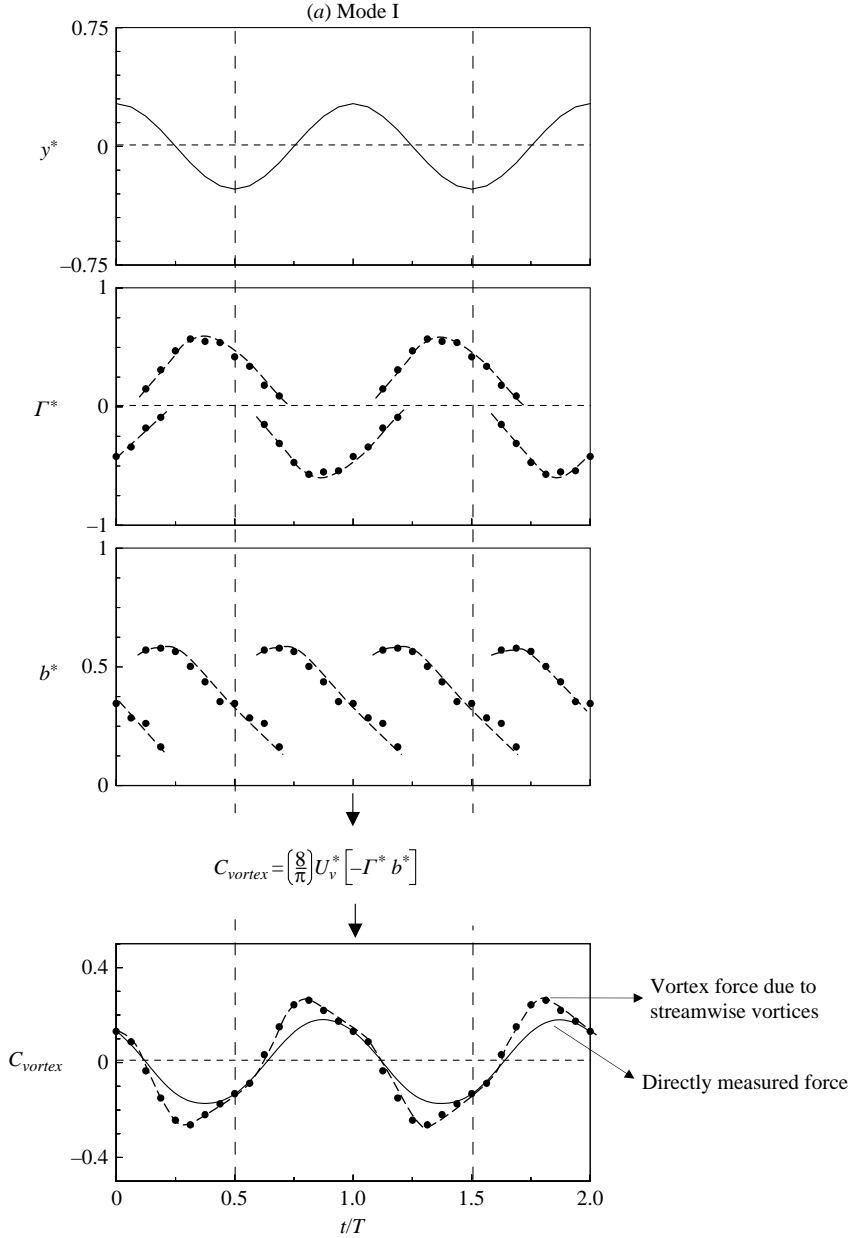 (a) Mode I
0.75
y*
0
–0.75
1
Γ*
0
–1
1
b*
0.5
0
C_vortex = (8/π) U_v* [–Γ* b*]
0.4
C_vortex
0
–0.4
Vortex force due to
streamwise vortices
Directly measured force
0 0.5 1.0 1.5 2.0
t/T